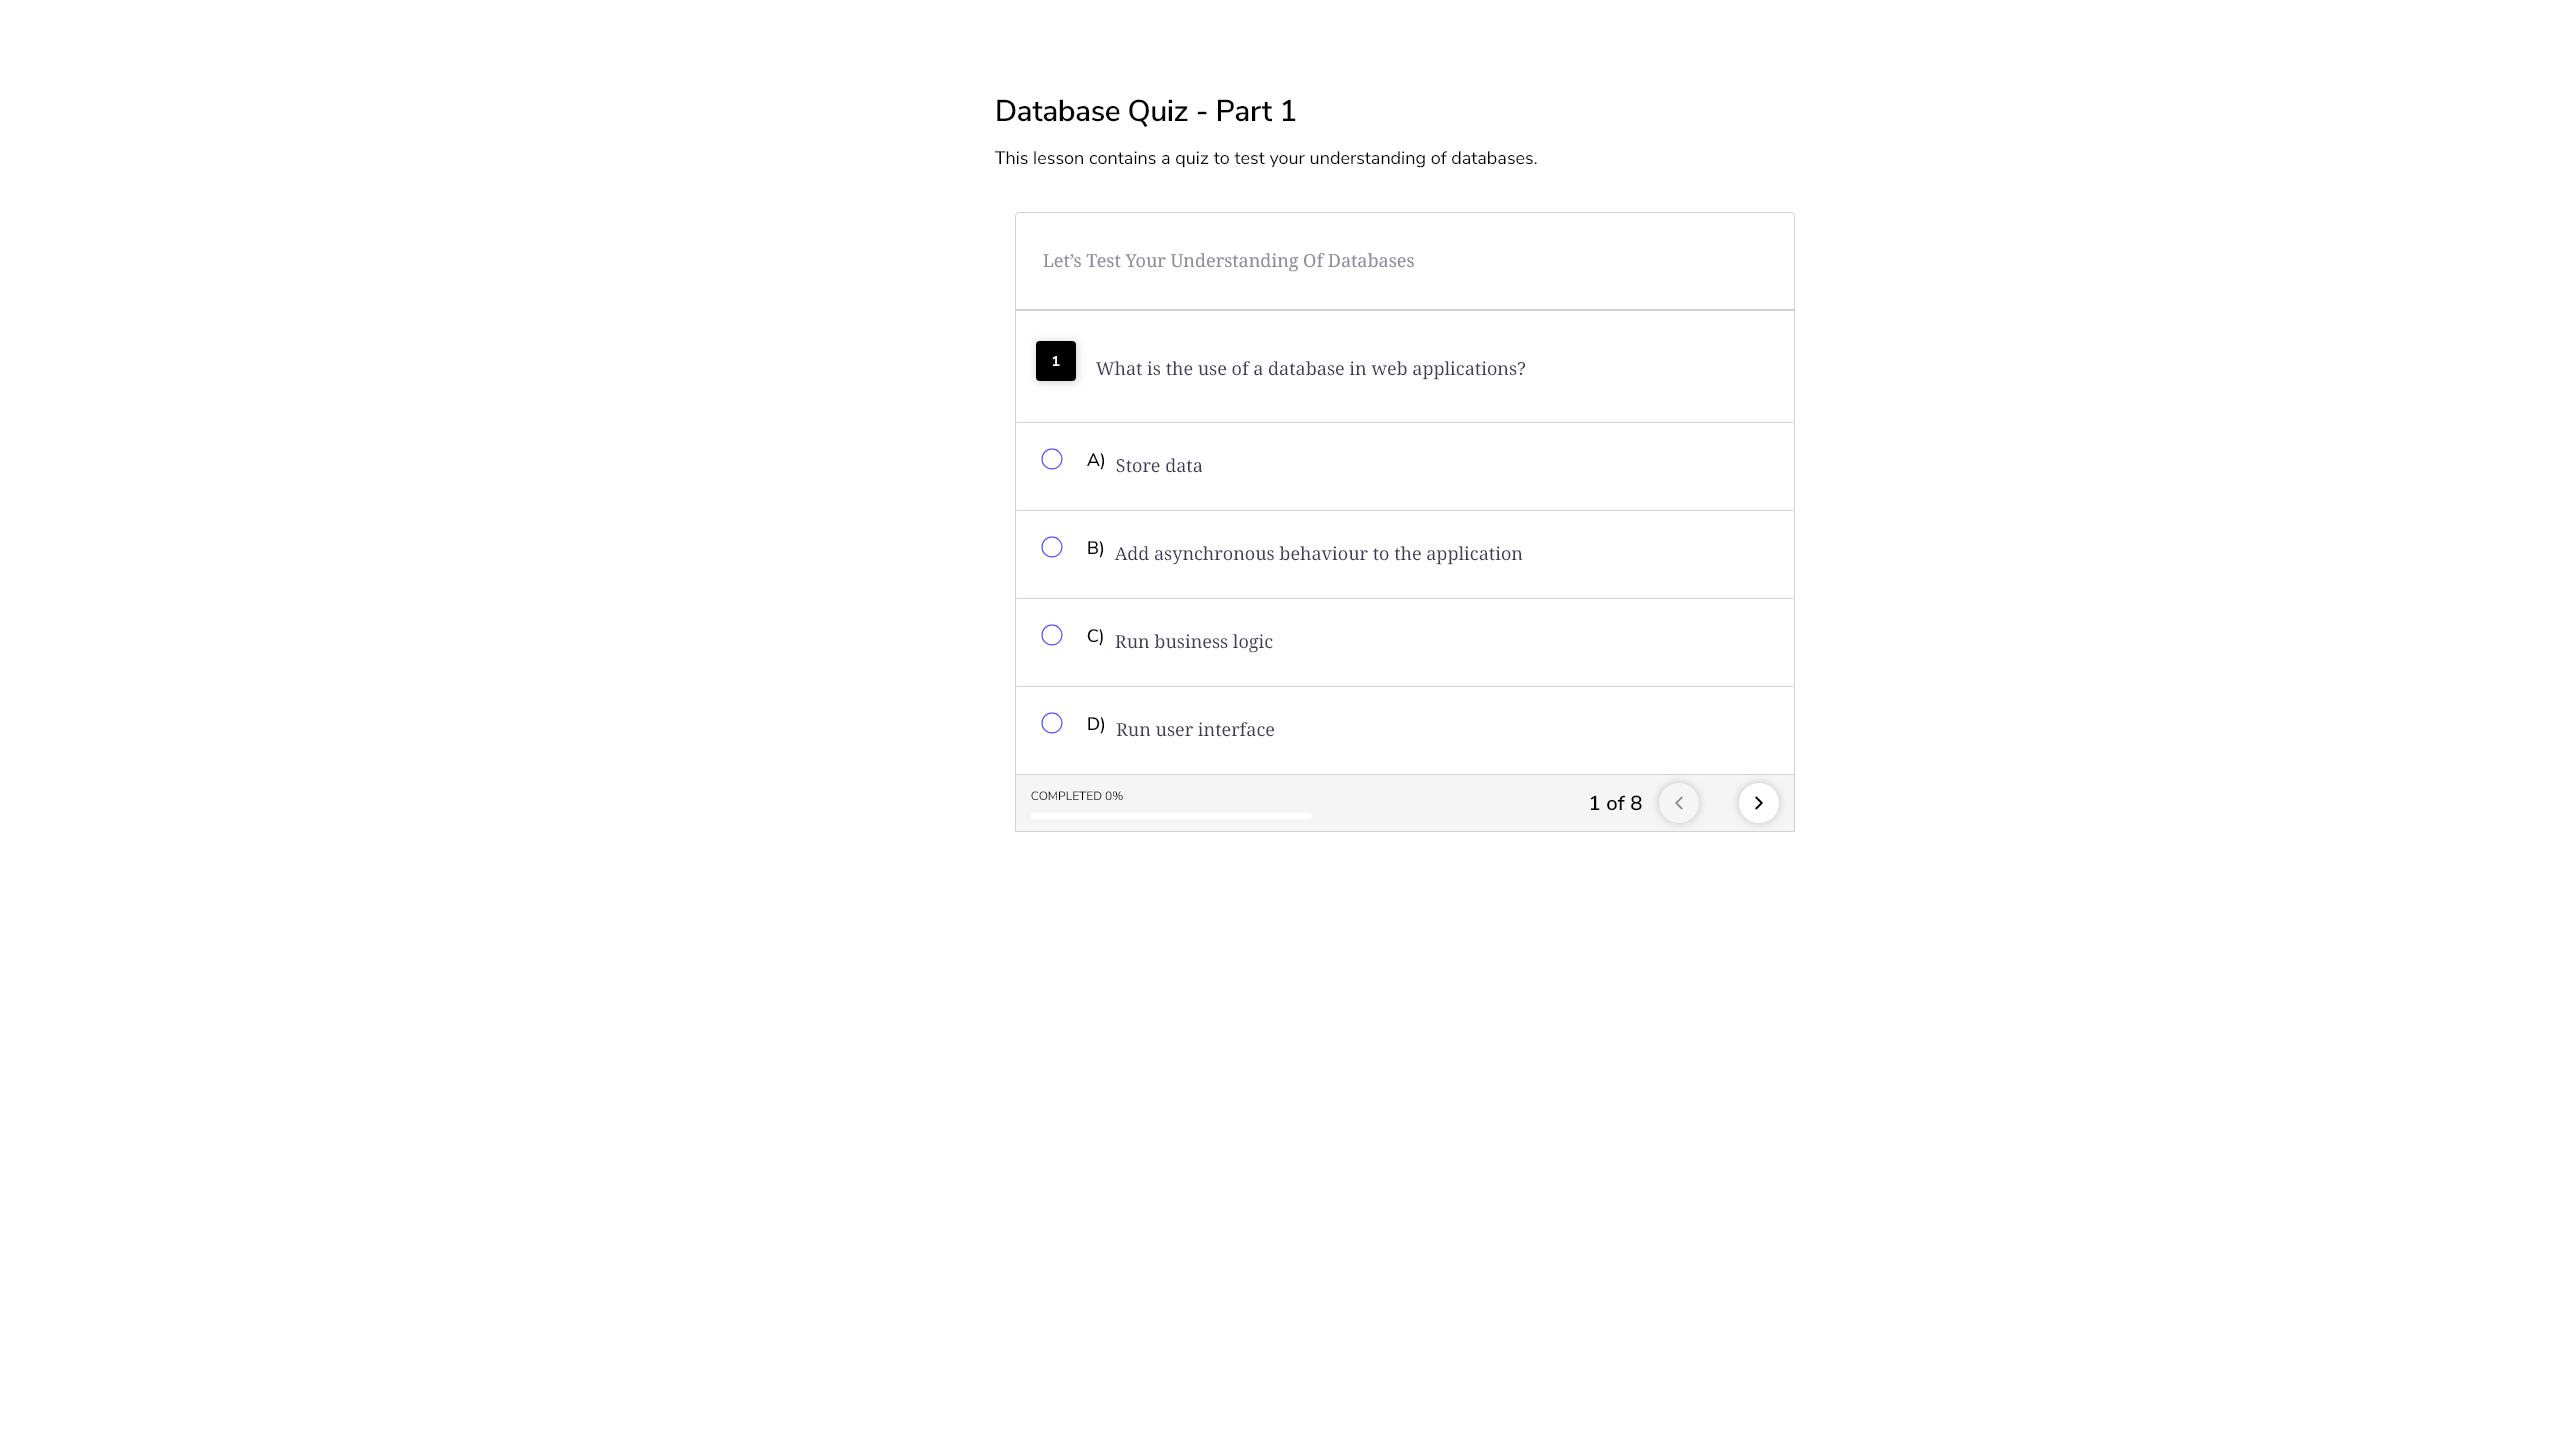 Database Quiz - Part 1
This lesson contains a quiz to test your understanding of databases.
Let’s Test Your Understanding Of Databases
1 What is the use of a database in web applications?
A) Store data
B) Add asynchronous behaviour to the application
C) Run business logic
D) Run user interface
COMPLETED 0%
1 of 8